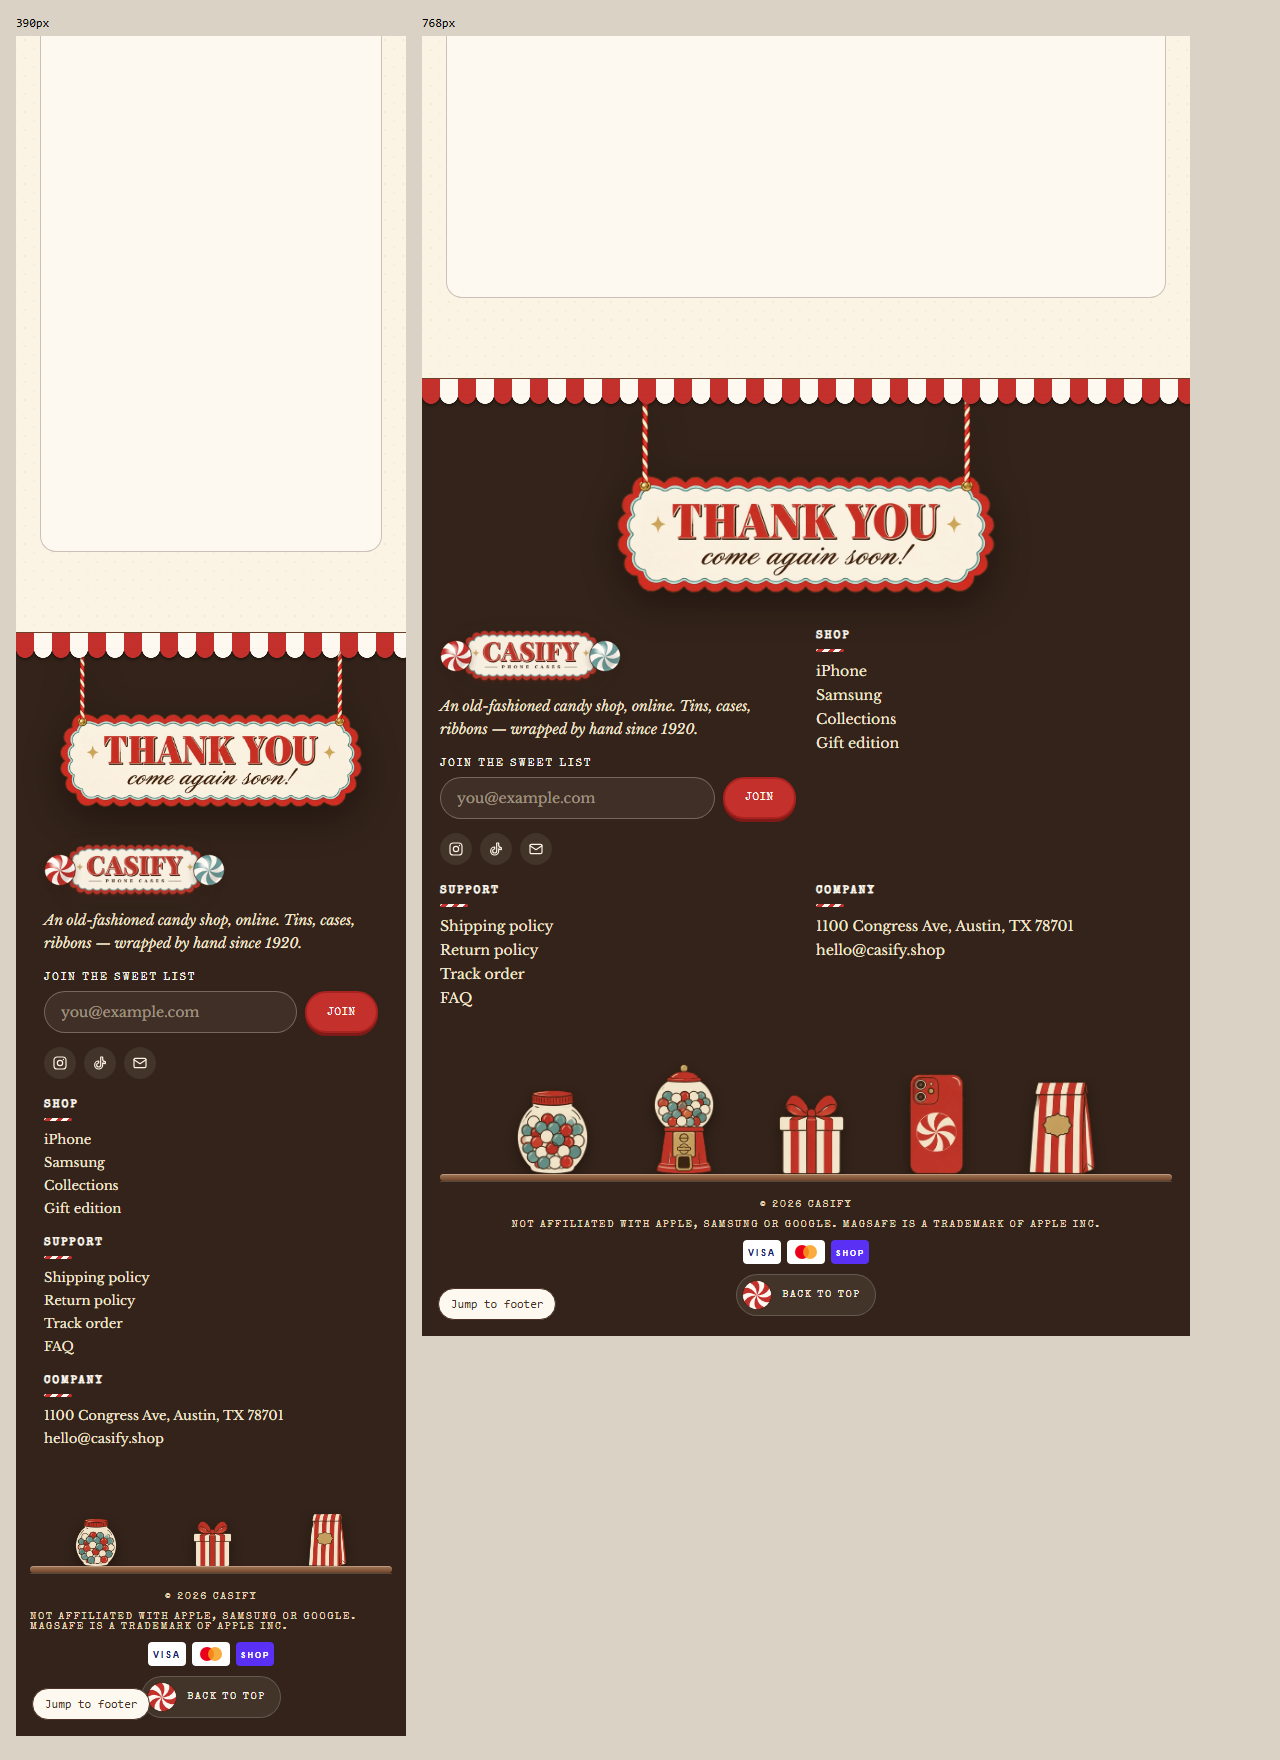 390px
THANK YOU
come again soon!
CASIFY
PHONE CASES
An old-fashioned candy shop, online. Tins, cases,
ribbons — wrapped by hand since 1920.
JOIN THE SWEET LIST
you@example.com
JOIN
SHOP
iPhone
Samsung
Collections
Gift edition
SUPPORT
Shipping policy
Return policy
Track order
FAQ
COMPANY
1100 Congress Ave, Austin, TX 78701
hello@casify.shop
© 2026 CASIFY
NOT AFFILIATED WITH APPLE, SAMSUNG OR GOOGLE.
MAGSAFE IS A TRADEMARK OF APPLE INC.
VISA
SHOP
Jump to footer
BACK TO TOP
768px
THANK YOU
come again soon!
CASIFY
PHONE CASES
An old-fashioned candy shop, online. Tins, cases,
ribbons — wrapped by hand since 1920.
JOIN THE SWEET LIST
you@example.com
JOIN
SHOP
iPhone
Samsung
Collections
Gift edition
SUPPORT
Shipping policy
Return policy
Track order
FAQ
COMPANY
1100 Congress Ave, Austin, TX 78701
hello@casify.shop
© 2026 CASIFY
NOT AFFILIATED WITH APPLE, SAMSUNG OR GOOGLE. MAGSAFE IS A TRADEMARK OF APPLE INC.
VISA
SHOP
Jump to footer
BACK TO TOP